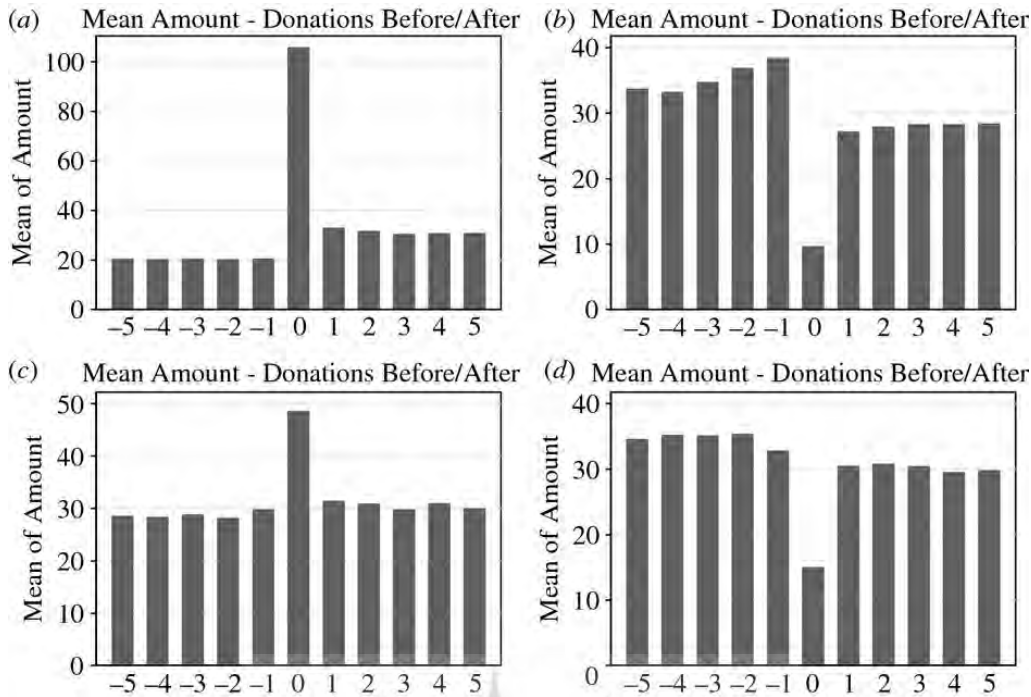 (a) Mean Amount - Donations Before/After
Mean of Amount
100
80
60
40
20
0
–5 –4 –3 –2 –1 0 1 2 3 4 5
(b) Mean Amount - Donations Before/After
Mean of Amount
40
30
20
10
0
–5 –4 –3 –2 –1 0 1 2 3 4 5
(c) Mean Amount - Donations Before/After
Mean of Amount
50
40
30
20
10
0
–5 –4 –3 –2 –1 0 1 2 3 4 5
(d) Mean Amount - Donations Before/After
Mean of Amount
40
30
20
10
0
–5 –4 –3 –2 –1 0 1 2 3 4 5